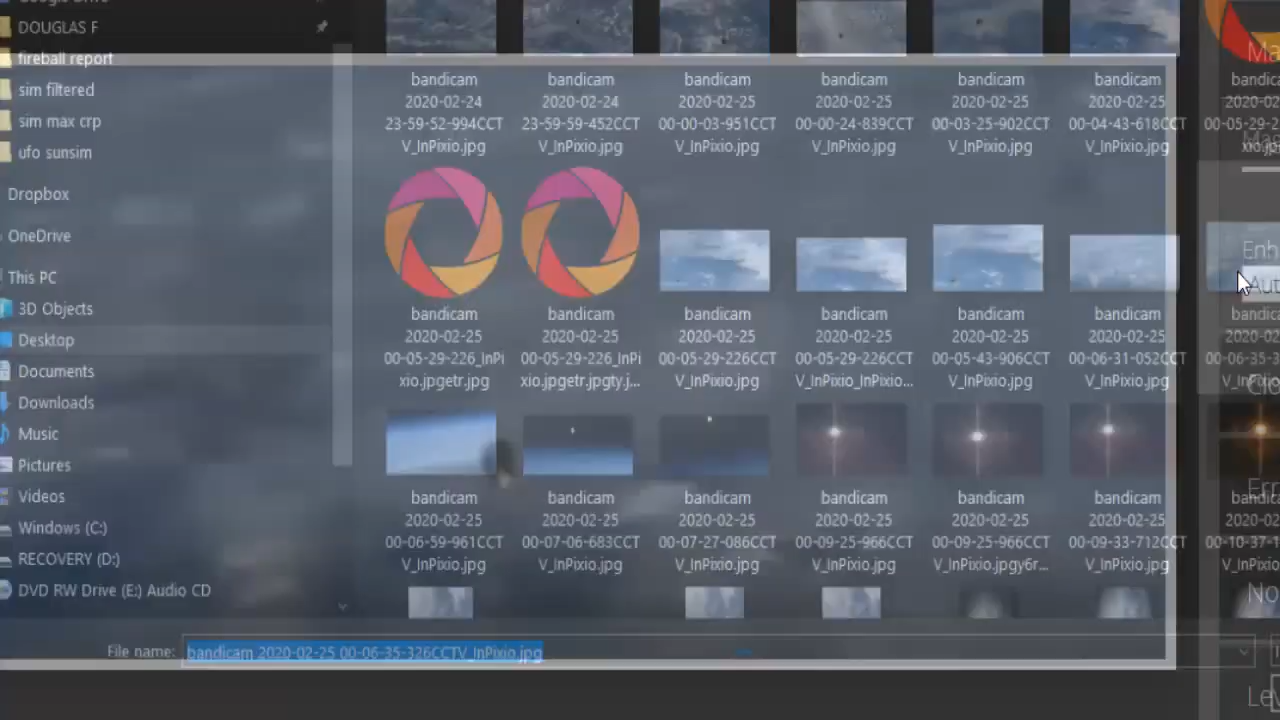 DOUGLAS F
fireball report
sim filtered
sim max crp
ufo sunsim
Dropbox
OneDrive
This PC
3D Objects
Desktop
Documents
Downloads
Music
Pictures
Videos
Windows (C:)
RECOVERY (D:)
DVD RW Drive (E:) Audio CD
bandicam
2020-02-24
23-59-52-994CCT
V_InPixio.jpg
bandicam
2020-02-24
23-59-59-452CCT
V_InPixio.jpg
bandicam
2020-02-25
00-00-03-951CCT
V_InPixio.jpg
bandicam
2020-02-25
00-00-24-839CCT
V_InPixio.jpg
bandicam
2020-02-25
00-03-25-902CCT
V_InPixio.jpg
bandicam
2020-02-25
00-04-43-618CCT
V_InPixio.jpg
bandicam
2020-02-25
00-05-29-226_InPi
xio.jpgetr.jpg
bandicam
2020-02-25
00-05-29-226_InPi
xio.jpgetr.jpgty.j...
bandicam
2020-02-25
00-05-29-226CCT
V_InPixio.jpg
bandicam
2020-02-25
00-05-29-226CCT
V_InPixio_InPixio...
bandicam
2020-02-25
00-05-43-906CCT
V_InPixio.jpg
bandicam
2020-02-25
00-06-31-052CCT
V_InPixio.jpg
bandicam
2020-02-25
00-06-59-961CCT
V_InPixio.jpg
bandicam
2020-02-25
00-07-06-683CCT
V_InPixio.jpg
bandicam
2020-02-25
00-07-27-086CCT
V_InPixio.jpg
bandicam
2020-02-25
00-09-25-966CCT
V_InPixio.jpg
bandicam
2020-02-25
00-09-25-966CCT
V_InPixio.jpgy6r...
bandicam
2020-02-25
00-09-33-712CCT
V_InPixio.jpg
File name: bandicam 2020-02-25 00-06-35-326CCTV_InPixio.jpg